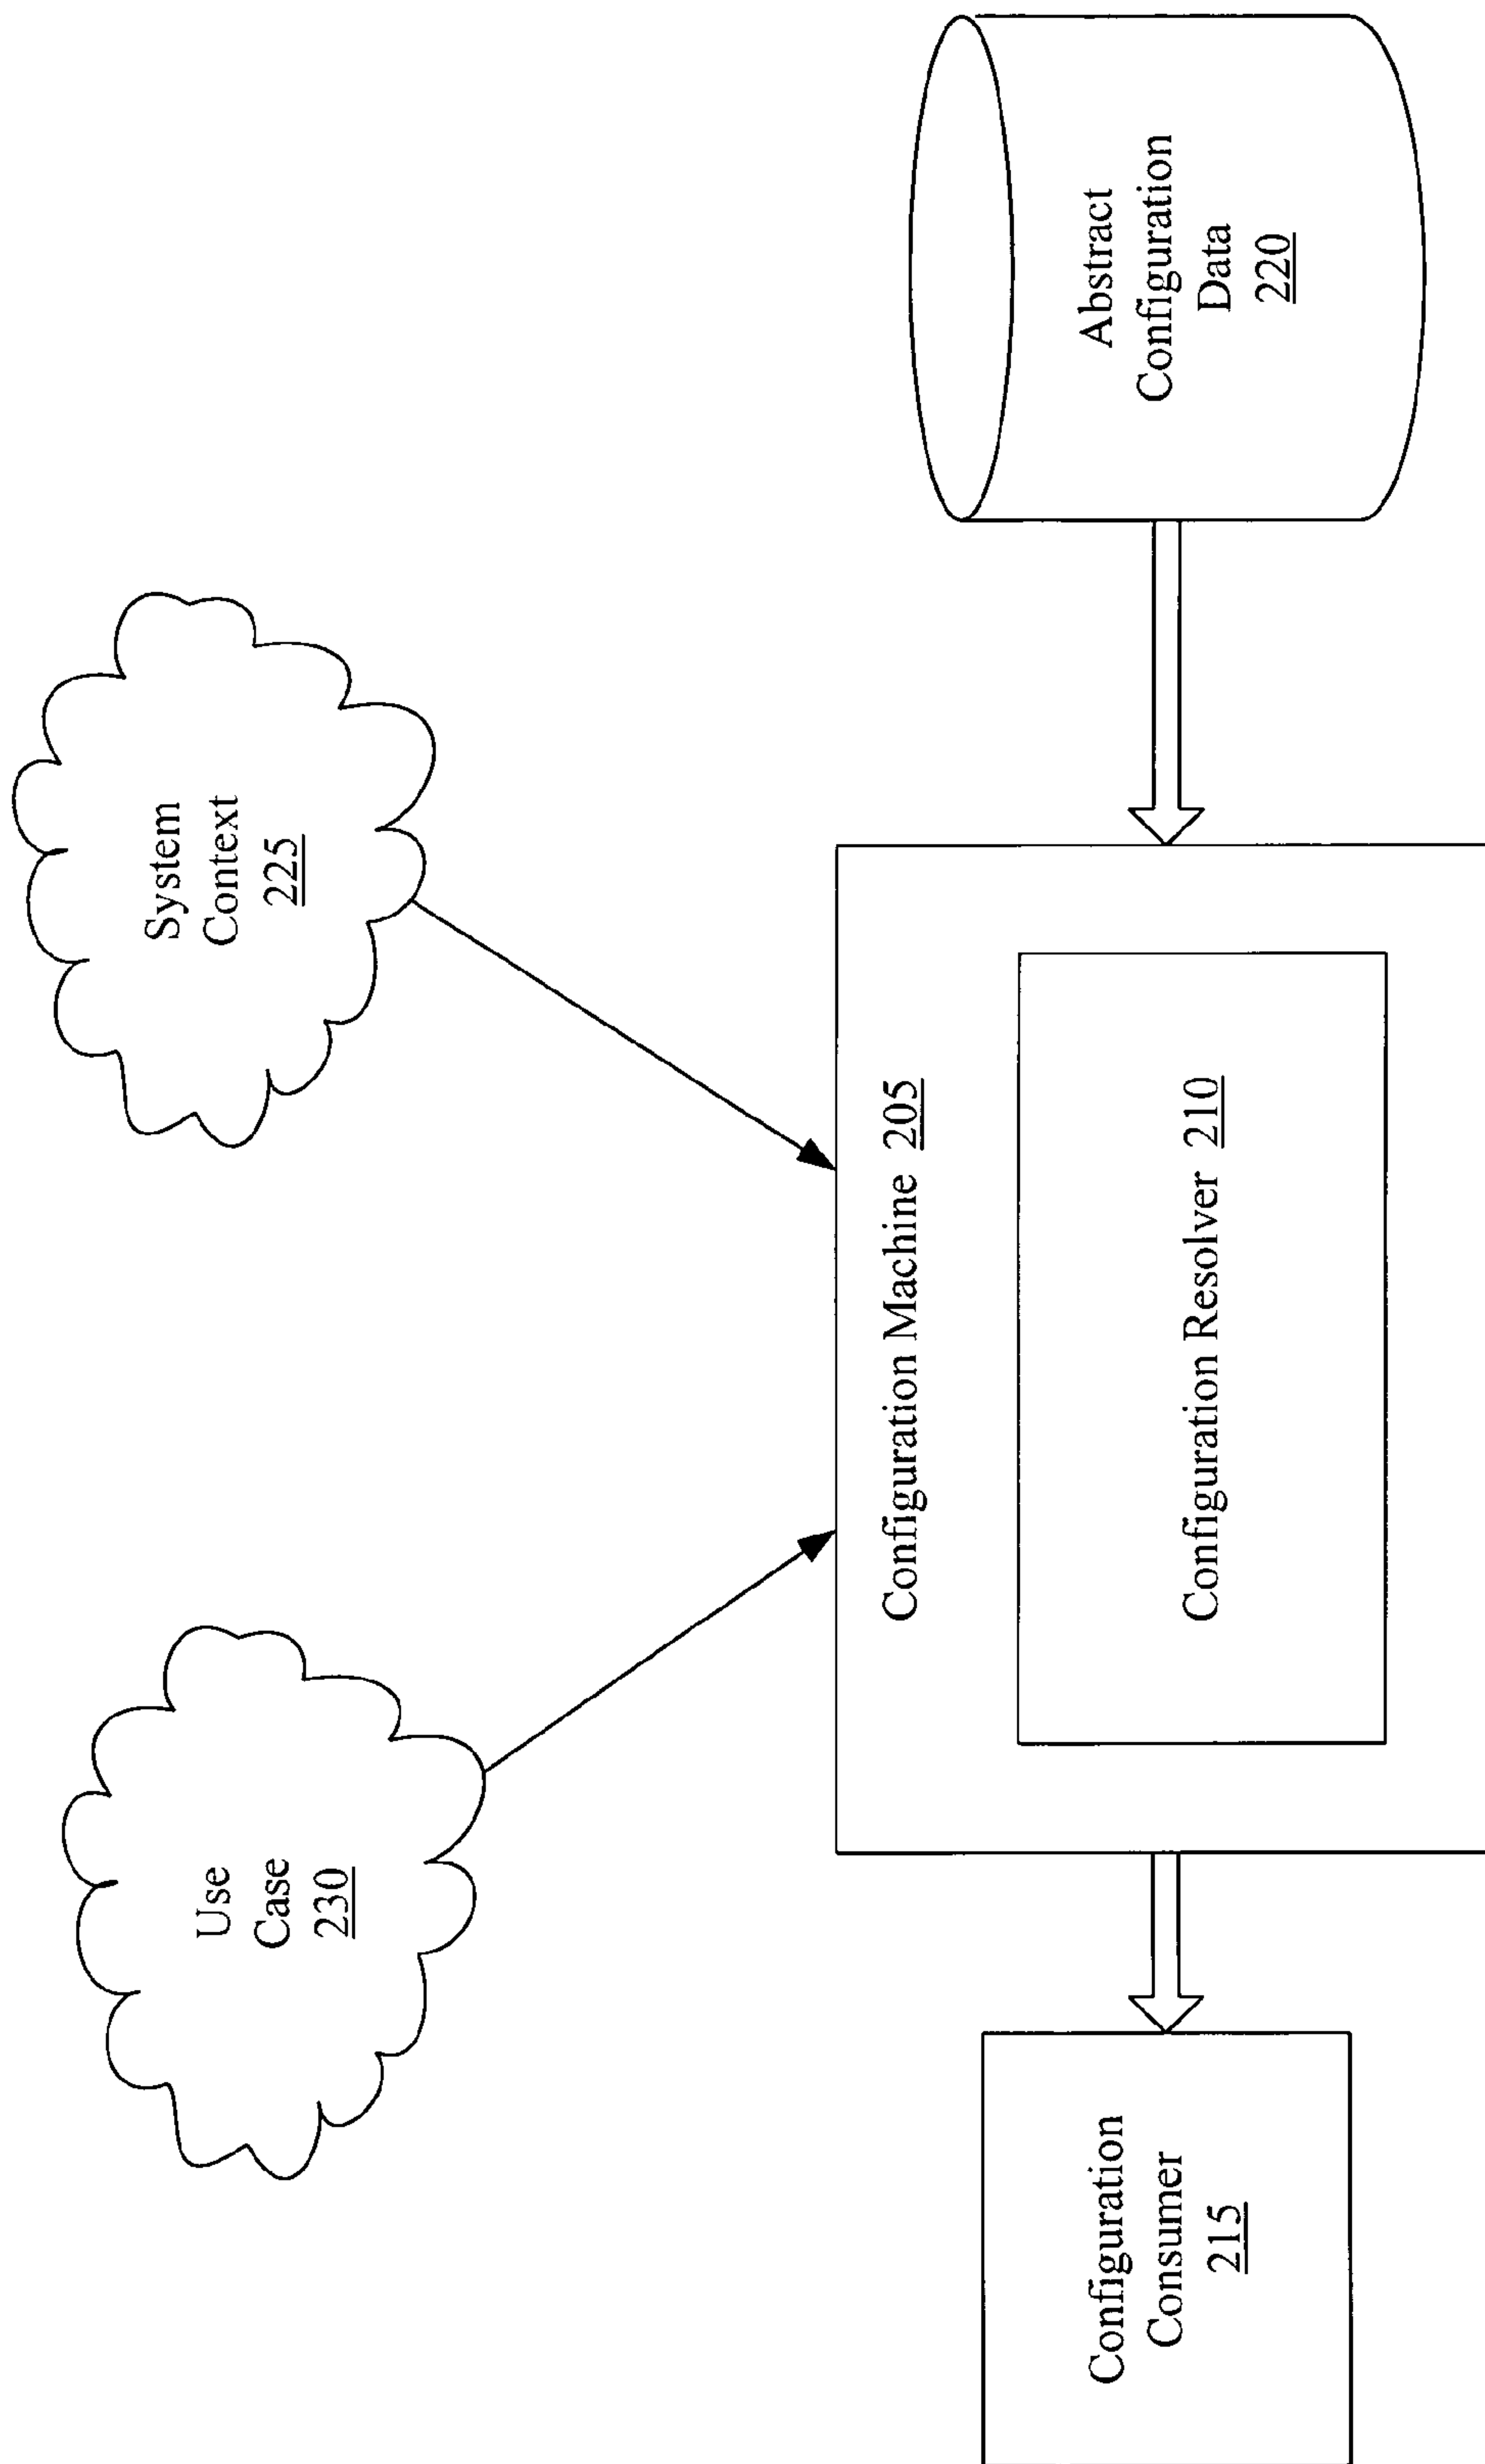 Use
Case
230
System
Context
225
Configuration
Consumer
215
Configuration Machine 205
Configuration Resolver 210
Abstract
Configuration
Data
220